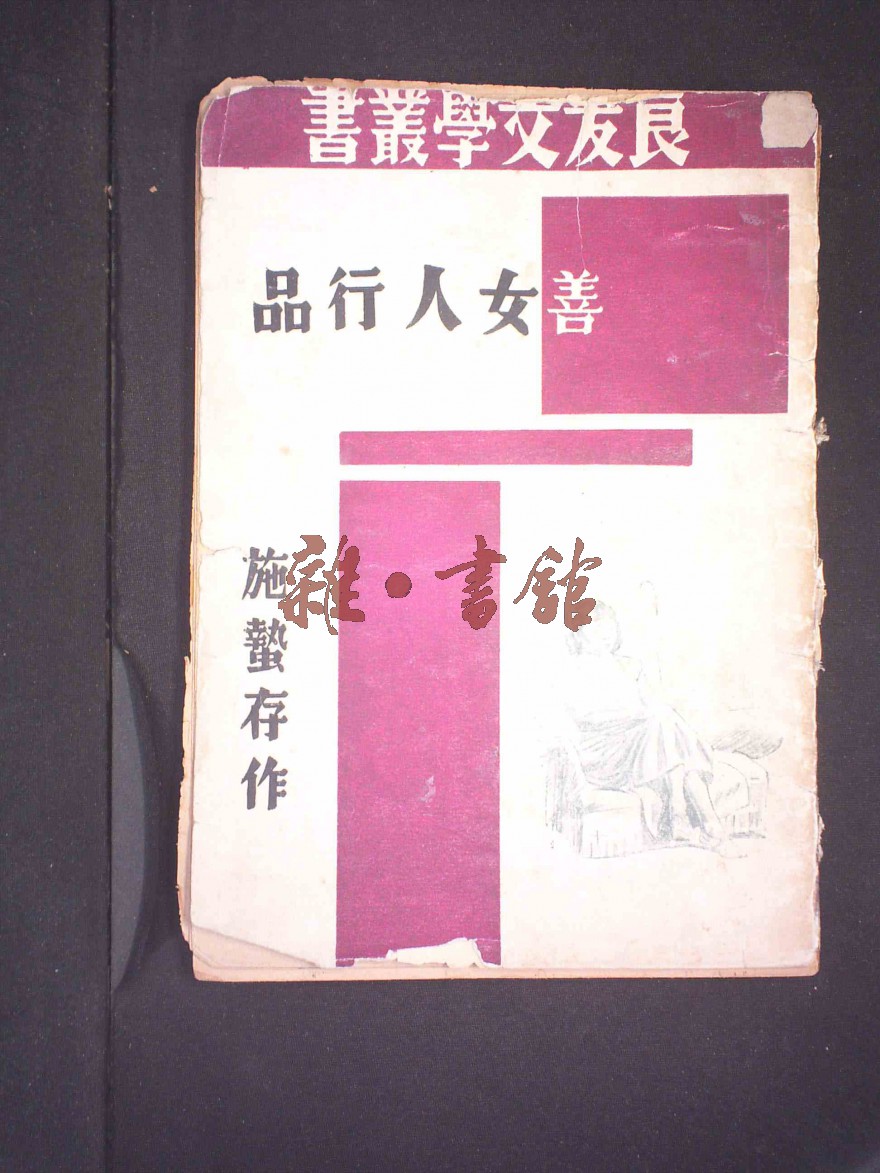 良友文學叢書
善女人行品
施蟄存作
雜·書館